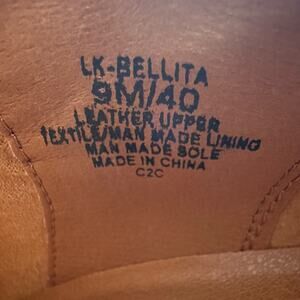 LK-BELLITA
9M/40
LEATHER UPPER
TEXTILE/MAN MADE LINING
MAN MADE SOLE
MADE IN CHINA
C2C